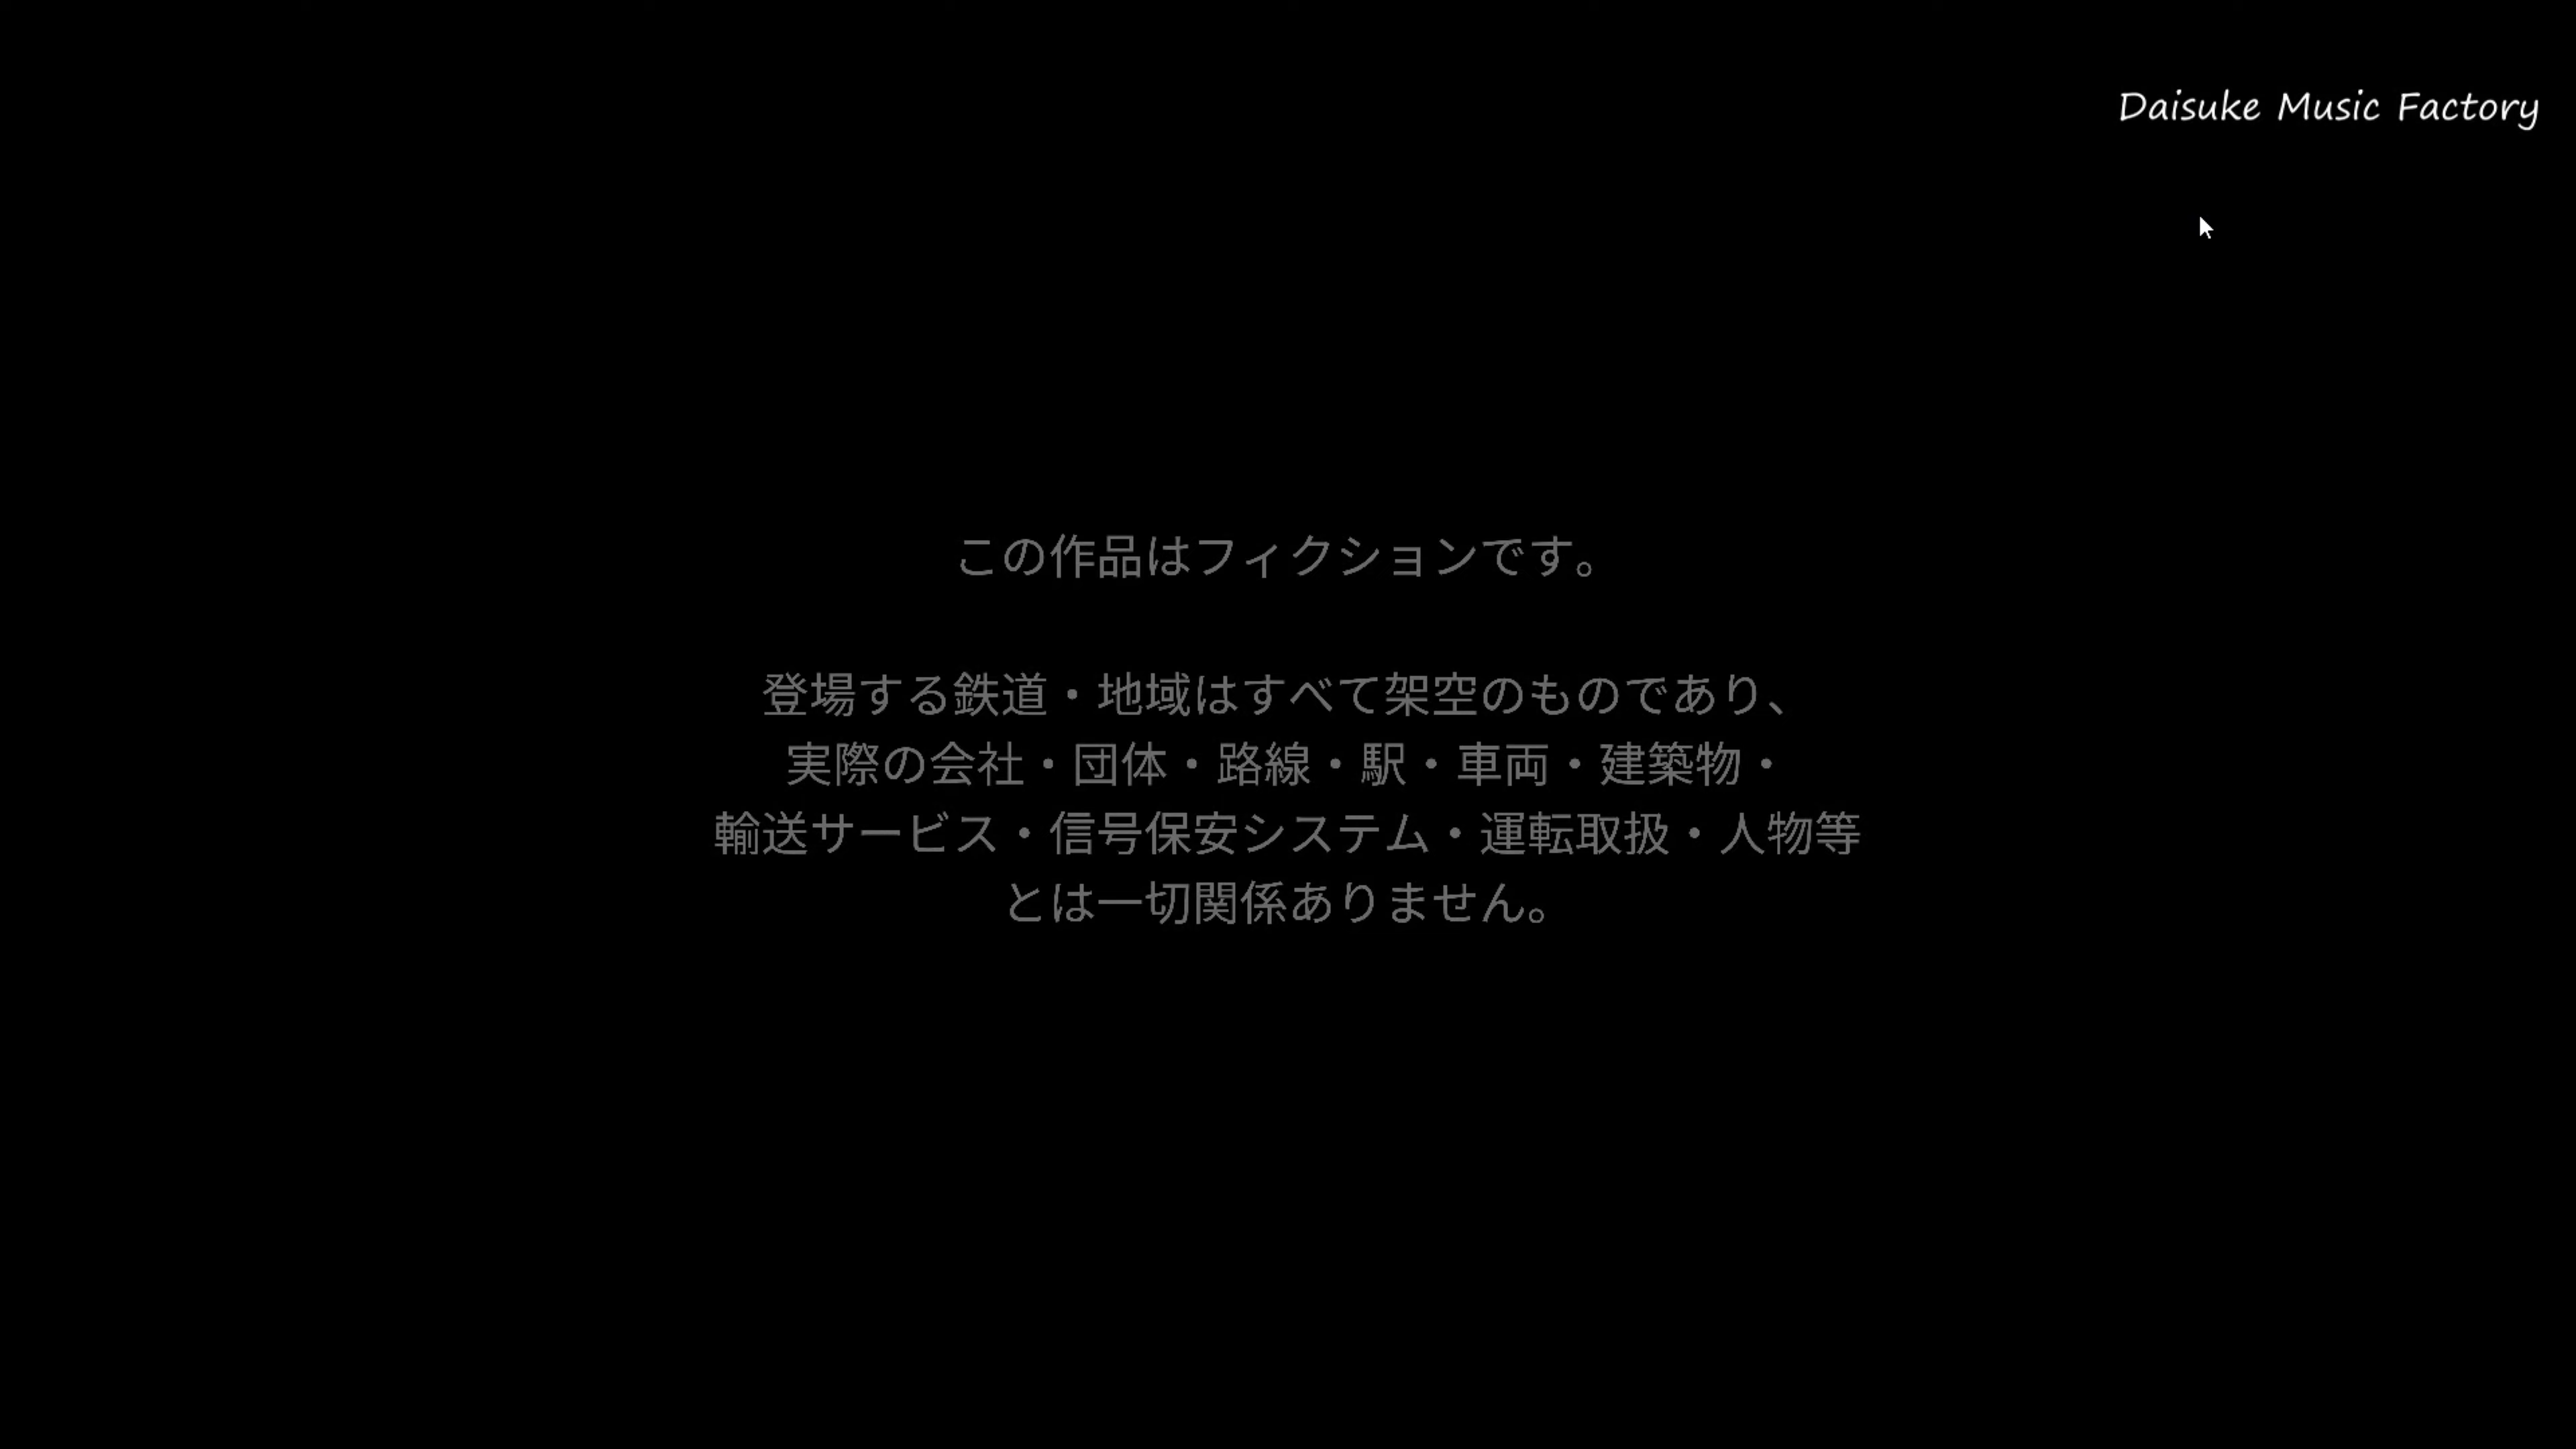 Daisuke Music Factory
この作品はフィクションです。
登場する鉄道・地域はすべて架空のものであり、
実際の会社・団体・路線・駅・車両・建築物・
輸送サービス・信号保安システム・運転取扱・人物等
とは一切関係ありません。